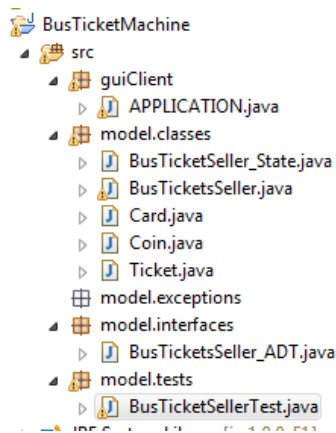 BusTicketMachine
src
guiClient
APPLICATION.java
model.classes
BusTicketSeller_State.java
BusTicketsSeller.java
Card.java
Coin.java
Ticket.java
model.exceptions
model.interfaces
BusTicketsSeller_ADT.java
model.tests
BusTicketSellerTest.java